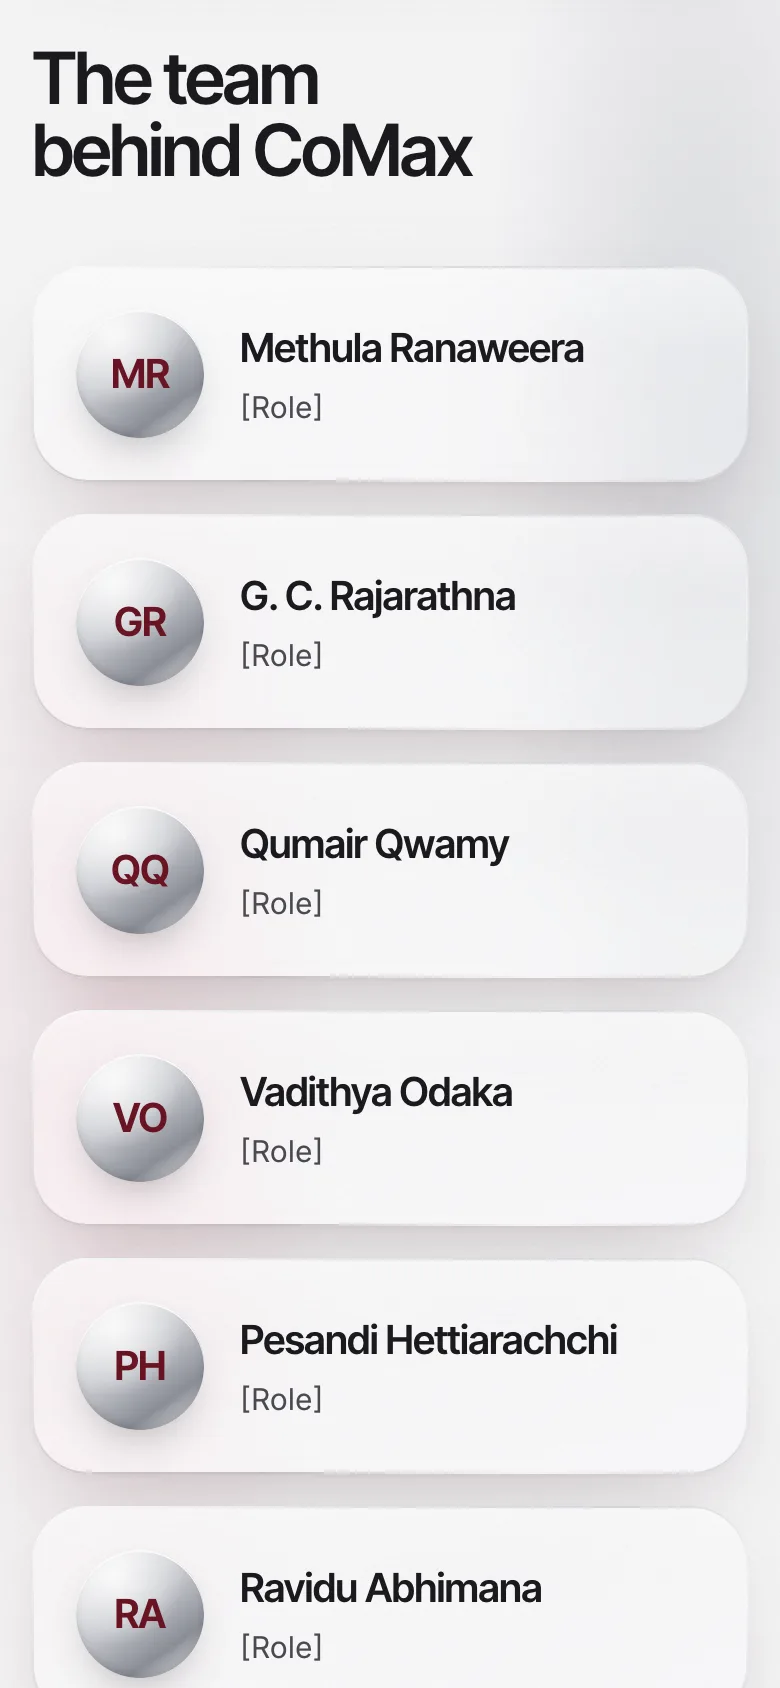 The team
behind CoMax
MR
Methula Ranaweera
[Role]
GR
G. C. Rajarathna
[Role]
QQ
Qumair Qwamy
[Role]
VO
Vadithya Odaka
[Role]
PH
Pesandi Hettiarachchi
[Role]
RA
Ravidu Abhimana
[Role]